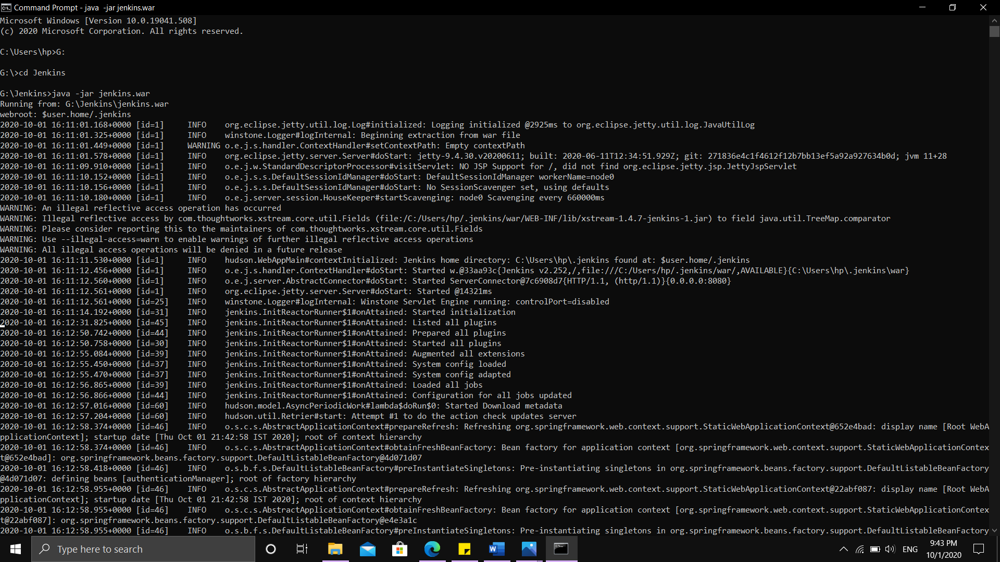 Command Prompt - java  -jar jenkins.war
Microsoft Windows [Version 10.0.19041.508]
(c) 2020 Microsoft Corporation. All rights reserved.
C:\Users\hp>G:
G:\>cd Jenkins
G:\Jenkins>java -jar jenkins.war
Running from: G:\Jenkins\jenkins.war
webroot: $user.home/.jenkins
2020-10-01 16:11:01.168+0000 [id=1]     INFO    org.eclipse.jetty.util.log.Log#initialized: Logging initialized @2925ms to org.eclipse.jetty.util.log.JavaUtilLog
2020-10-01 16:11:01.325+0000 [id=1]     INFO    winstone.Logger#logInternal: Beginning extraction from war file
2020-10-01 16:11:01.449+0000 [id=1]     WARNING o.e.j.s.handler.ContextHandler#setContextPath: Empty contextPath
2020-10-01 16:11:01.578+0000 [id=1]     INFO    org.eclipse.jetty.server.Server#doStart: jetty-9.4.30.v20200611; built: 2020-06-11T12:34:51.929Z; git: 271836e4c1f4612f12b7bb13ef5a92a927634b0d; jvm 11+28
2020-10-01 16:11:09.910+0000 [id=1]     INFO    o.e.j.w.StandardDescriptorProcessor#visitServlet: NO JSP Support for /, did not find org.eclipse.jetty.jsp.JettyJspServlet
2020-10-01 16:11:10.152+0000 [id=1]     INFO    o.e.j.s.s.DefaultSessionIdManager#doStart: DefaultSessionIdManager workerName=node0
2020-10-01 16:11:10.156+0000 [id=1]     INFO    o.e.j.s.s.DefaultSessionIdManager#doStart: No SessionScavenger set, using defaults
2020-10-01 16:11:10.180+0000 [id=1]     INFO    o.e.j.server.session.HouseKeeper#startScavenging: node0 Scavenging every 660000ms
WARNING: An illegal reflective access operation has occurred
WARNING: Illegal reflective access by com.thoughtworks.xstream.core.util.Fields (file:/C:/Users/hp/.jenkins/war/WEB-INF/lib/xstream-1.4.7-jenkins-1.jar) to field java.util.TreeMap.comparator
WARNING: Please consider reporting this to the maintainers of com.thoughtworks.xstream.core.util.Fields
WARNING: Use --illegal-access=warn to enable warnings of further illegal reflective access operations
WARNING: All illegal access operations will be denied in a future release
2020-10-01 16:11:11.530+0000 [id=1]     INFO    hudson.WebAppMain#contextInitialized: Jenkins home directory: C:\Users\hp\.jenkins found at: $user.home/.jenkins
2020-10-01 16:11:12.456+0000 [id=1]     INFO    o.e.j.s.handler.ContextHandler#doStart: Started w.@33aa93c{Jenkins v2.252,/,file:///C:/Users/hp/.jenkins/war/,AVAILABLE}{C:\Users\hp\.jenkins\war}
2020-10-01 16:11:12.560+0000 [id=1]     INFO    o.e.j.server.AbstractConnector#doStart: Started ServerConnector@7c6908d7{HTTP/1.1, (http/1.1)}{0.0.0.0:8080}
2020-10-01 16:11:12.561+0000 [id=1]     INFO    org.eclipse.jetty.server.Server#doStart: Started @14321ms
2020-10-01 16:11:12.561+0000 [id=25]    INFO    winstone.Logger#logInternal: Winstone Servlet Engine running: controlPort=disabled
2020-10-01 16:11:14.192+0000 [id=31]    INFO    jenkins.InitReactorRunner$1#onAttained: Started initialization
2020-10-01 16:12:31.825+0000 [id=45]    INFO    jenkins.InitReactorRunner$1#onAttained: Listed all plugins
2020-10-01 16:12:50.742+0000 [id=44]    INFO    jenkins.InitReactorRunner$1#onAttained: Prepared all plugins
2020-10-01 16:12:50.758+0000 [id=30]    INFO    jenkins.InitReactorRunner$1#onAttained: Started all plugins
2020-10-01 16:12:55.084+0000 [id=39]    INFO    jenkins.InitReactorRunner$1#onAttained: Augmented all extensions
2020-10-01 16:12:55.450+0000 [id=37]    INFO    jenkins.InitReactorRunner$1#onAttained: System config loaded
2020-10-01 16:12:55.470+0000 [id=37]    INFO    jenkins.InitReactorRunner$1#onAttained: System config adapted
2020-10-01 16:12:56.865+0000 [id=39]    INFO    jenkins.InitReactorRunner$1#onAttained: Loaded all jobs
2020-10-01 16:12:56.866+0000 [id=44]    INFO    jenkins.InitReactorRunner$1#onAttained: Configuration for all jobs updated
2020-10-01 16:12:57.016+0000 [id=60]    INFO    hudson.model.AsyncPeriodicWork#lambda$doRun$0: Started Download metadata
2020-10-01 16:12:57.204+0000 [id=60]    INFO    hudson.util.Retrier#start: Attempt #1 to do the action check updates server
2020-10-01 16:12:58.374+0000 [id=46]    INFO    o.s.c.s.AbstractApplicationContext#prepareRefresh: Refreshing org.springframework.web.context.support.StaticWebApplicationContext@652e4bad: display name [Root WebA
pplicationContext]; startup date [Thu Oct 01 21:42:58 IST 2020]; root of context hierarchy
2020-10-01 16:12:58.374+0000 [id=46]    INFO    o.s.c.s.AbstractApplicationContext#obtainFreshBeanFactory: Bean factory for application context [org.springframework.web.context.support.StaticWebApplicationContex
t@652e4bad]: org.springframework.beans.factory.support.DefaultListableBeanFactory@4d071d07
2020-10-01 16:12:58.418+0000 [id=46]    INFO    o.s.b.f.s.DefaultListableBeanFactory#preInstantiateSingletons: Pre-instantiating singletons in org.springframework.beans.factory.support.DefaultListableBeanFactory
@4d071d07: defining beans [authenticationManager]; root of factory hierarchy
2020-10-01 16:12:58.955+0000 [id=46]    INFO    o.s.c.s.AbstractApplicationContext#prepareRefresh: Refreshing org.springframework.web.context.support.StaticWebApplicationContext@22abf087: display name [Root WebA
pplicationContext]; startup date [Thu Oct 01 21:42:58 IST 2020]; root of context hierarchy
2020-10-01 16:12:58.955+0000 [id=46]    INFO    o.s.c.s.AbstractApplicationContext#obtainFreshBeanFactory: Bean factory for application context [org.springframework.web.context.support.StaticWebApplicationContex
t@22abf087]: org.springframework.beans.factory.support.DefaultListableBeanFactory@e4e3a1c
2020-10-01 16:12:58.955+0000 [id=46]    INFO    o.s.b.f.s.DefaultListableBeanFactory#preInstantiateSingletons: Pre-instantiating singletons in org.springframework.beans.factory.support.DefaultListableBeanFactory
Type here to search
ENG
9:43 PM
10/1/2020